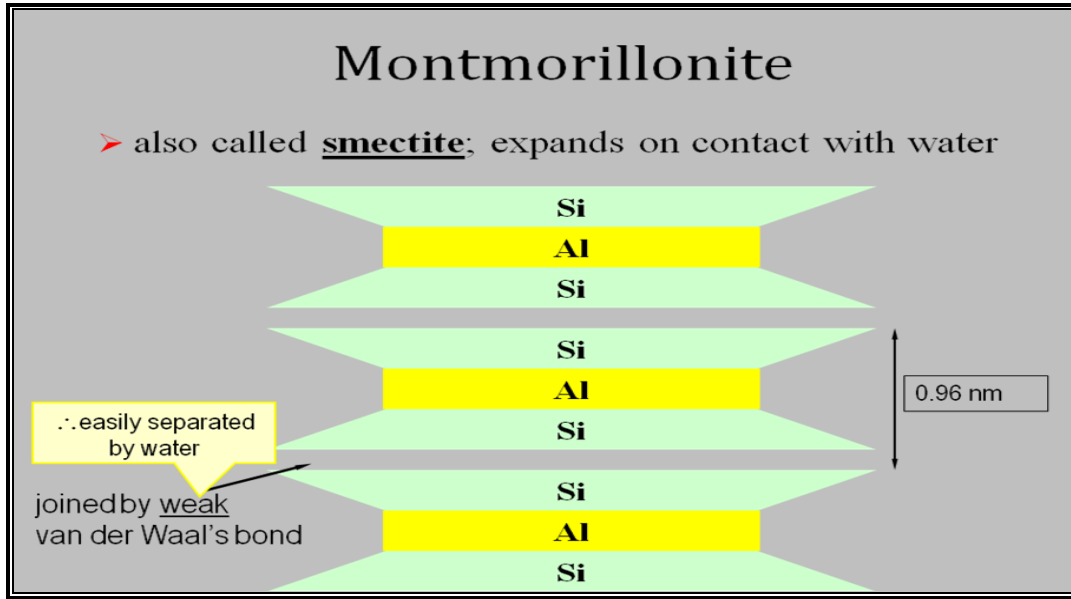 Montmorillonite
➢ also called smectite; expands on contact with water
Si
Al
Si
Si
Al
Si
0.96 nm
∴easily separated
by water
joined by weak
van der Waal's bond
Si
Al
Si